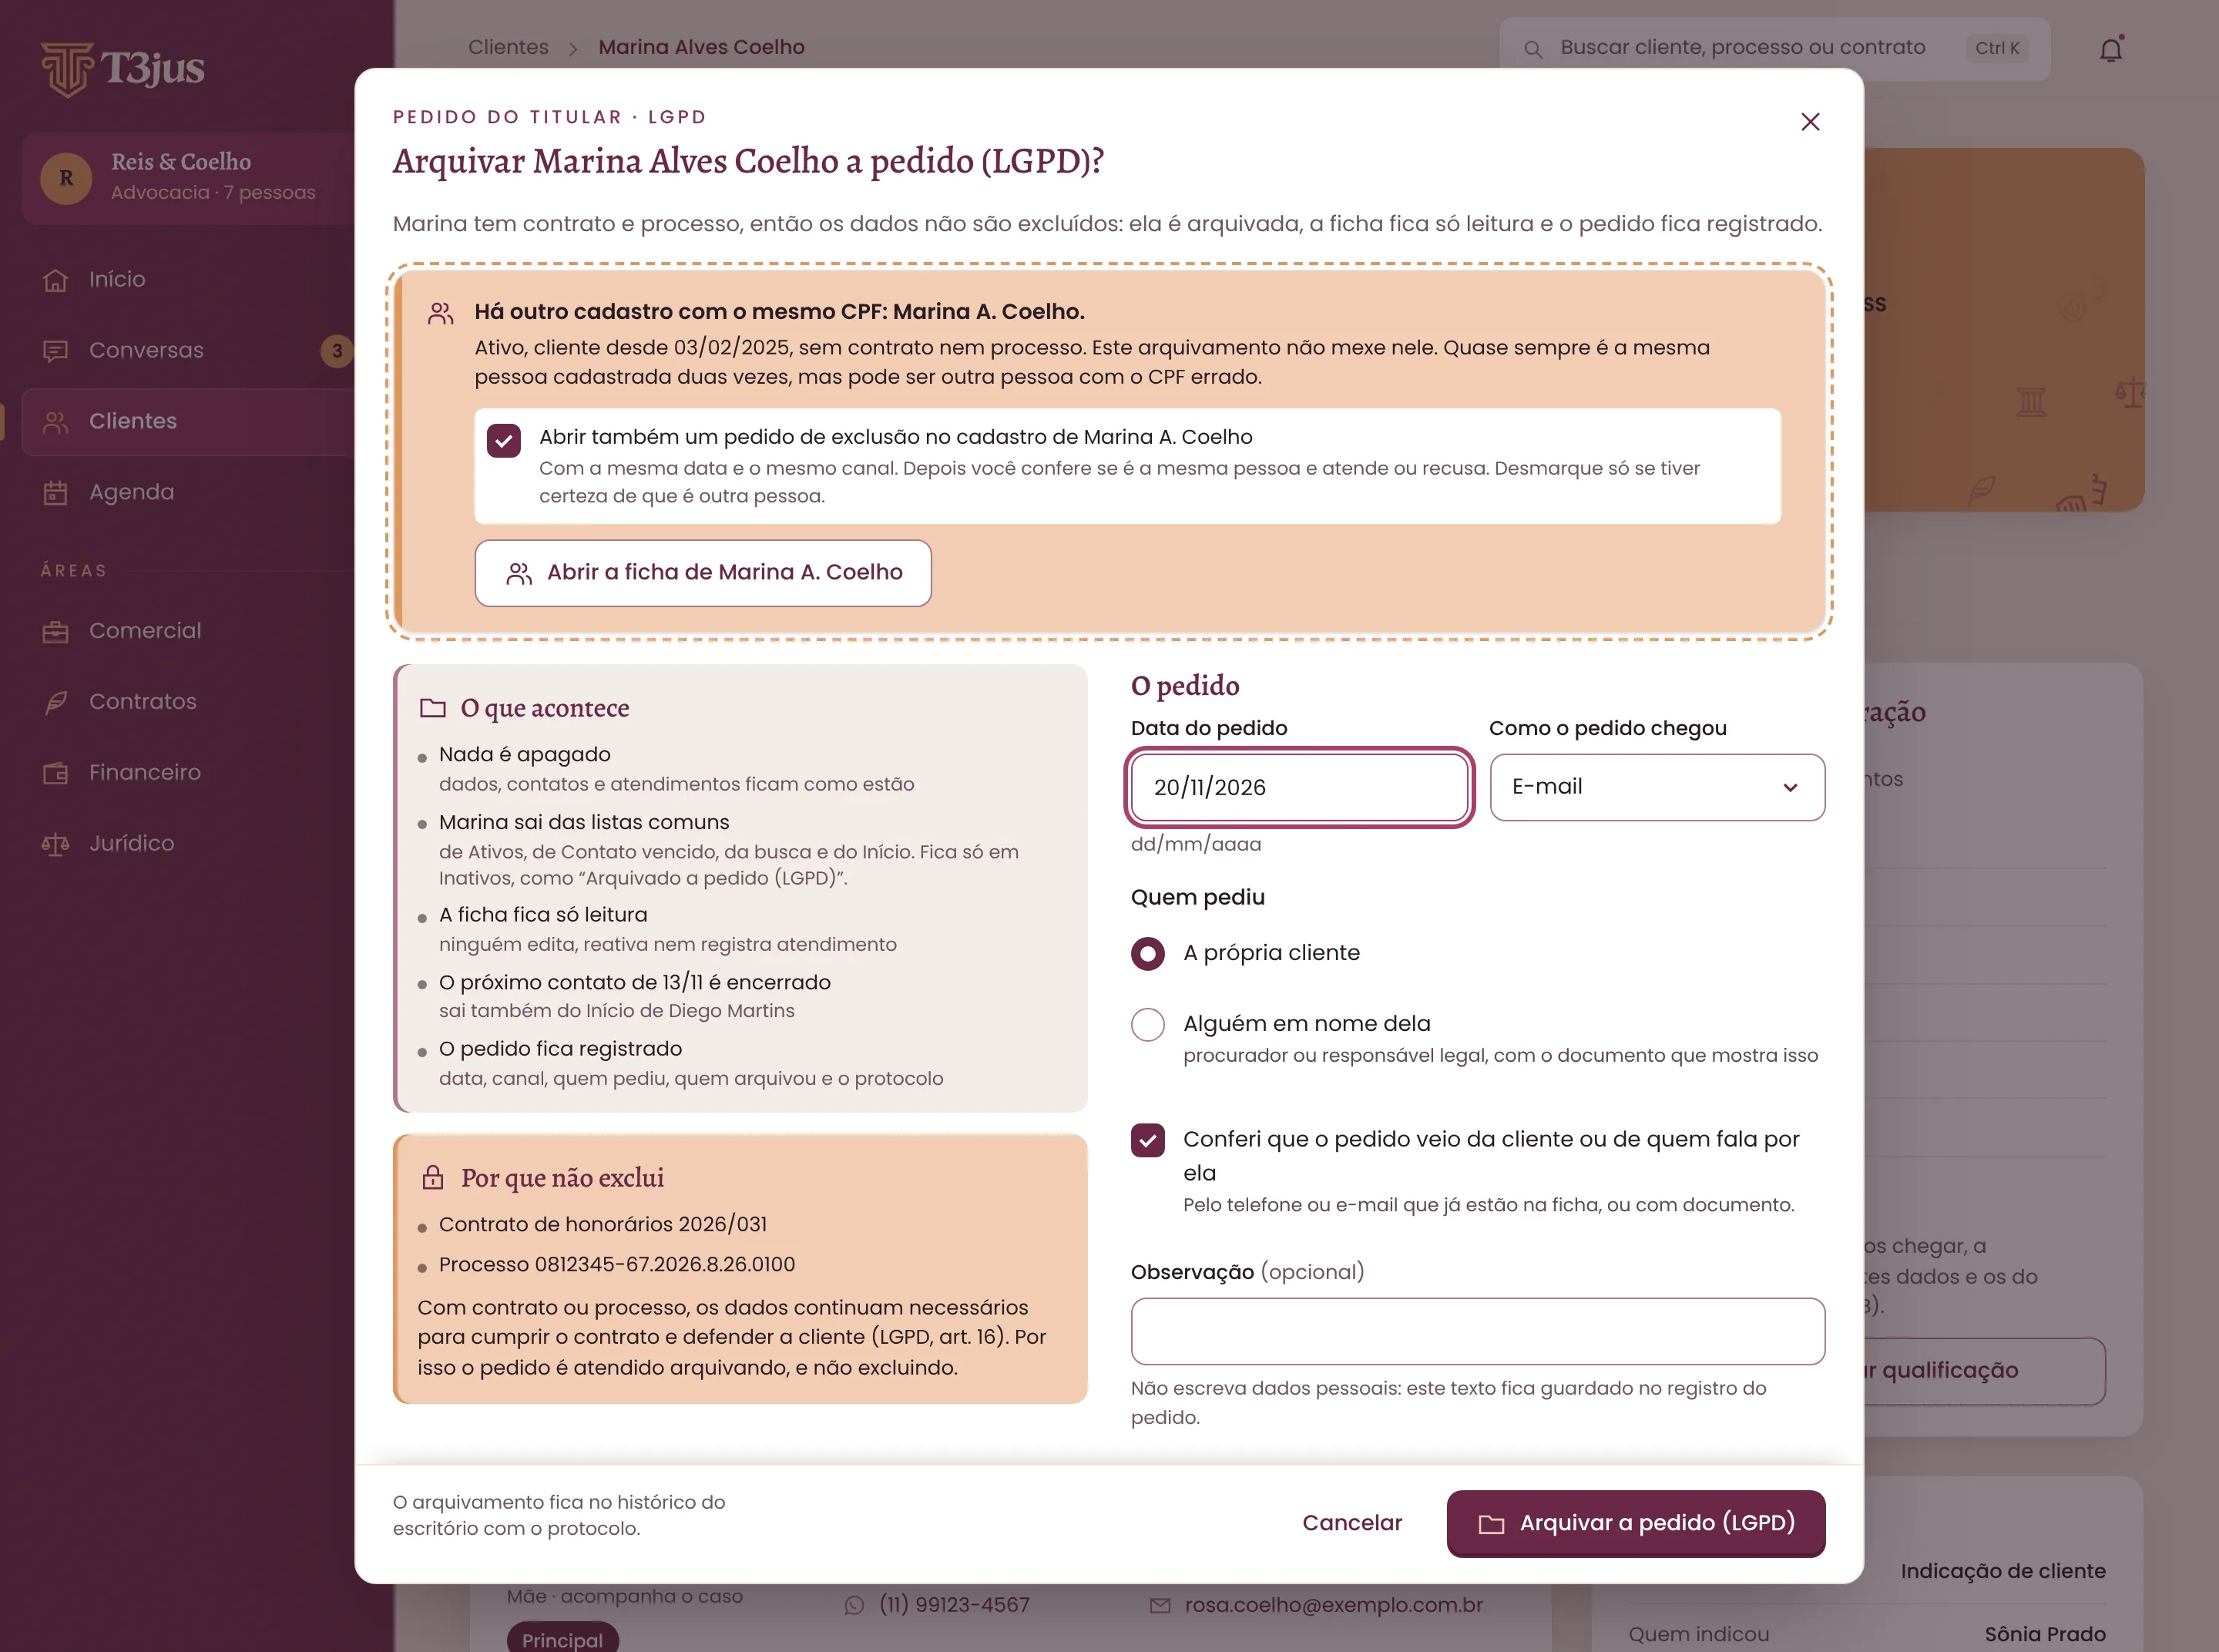 T3jus
R
Reis & Coelho
Advocacia · 7 pessoas
Início
Conversas
3
Clientes
Agenda
ÁREAS
Comercial
Contratos
Financeiro
Jurídico
Clientes > Marina Alves Coelho
Buscar cliente, processo ou contrato
Ctrl K
PEDIDO DO TITULAR · LGPD
Arquivar Marina Alves Coelho a pedido (LGPD)?
Marina tem contrato e processo, então os dados não são excluídos: ela é arquivada, a ficha fica só leitura e o pedido fica registrado.
Há outro cadastro com o mesmo CPF: Marina A. Coelho.
Ativo, cliente desde 03/02/2025, sem contrato nem processo. Este arquivamento não mexe nele. Quase sempre é a mesma
pessoa cadastrada duas vezes, mas pode ser outra pessoa com o CPF errado.
Abrir também um pedido de exclusão no cadastro de Marina A. Coelho
Com a mesma data e o mesmo canal. Depois você confere se é a mesma pessoa e atende ou recusa. Desmarque só se tiver
certeza de que é outra pessoa.
Abrir a ficha de Marina A. Coelho
O que acontece
Nada é apagado
dados, contatos e atendimentos ficam como estão
Marina sai das listas comuns
de Ativos, de Contato vencido, da busca e do Início. Fica só em
Inativos, como “Arquivado a pedido (LGPD)”.
A ficha fica só leitura
ninguém edita, reativa nem registra atendimento
O próximo contato de 13/11 é encerrado
sai também do Início de Diego Martins
O pedido fica registrado
data, canal, quem pediu, quem arquivou e o protocolo
Por que não exclui
Contrato de honorários 2026/031
Processo 0812345-67.2026.8.26.0100
Com contrato ou processo, os dados continuam necessários
para cumprir o contrato e defender a cliente (LGPD, art. 16). Por
isso o pedido é atendido arquivando, e não excluindo.
O pedido
Data do pedido
20/11/2026
dd/mm/aaaa
Como o pedido chegou
E-mail
Quem pediu
A própria cliente
Alguém em nome dela
procurador ou responsável legal, com o documento que mostra isso
Conferi que o pedido veio da cliente ou de quem fala por
ela
Pelo telefone ou e-mail que já estão na ficha, ou com documento.
Observação (opcional)
Não escreva dados pessoais: este texto fica guardado no registro do
pedido.
O arquivamento fica no histórico do
escritório com o protocolo.
Cancelar
Arquivar a pedido (LGPD)
os chegar, a
dados e os do
qualificação
Mãe · acompanha o caso
Principal
(11) 99123-4567
rosa.coelho@exemplo.com.br
Indicação de cliente
Quem indicou
Sônia Prado